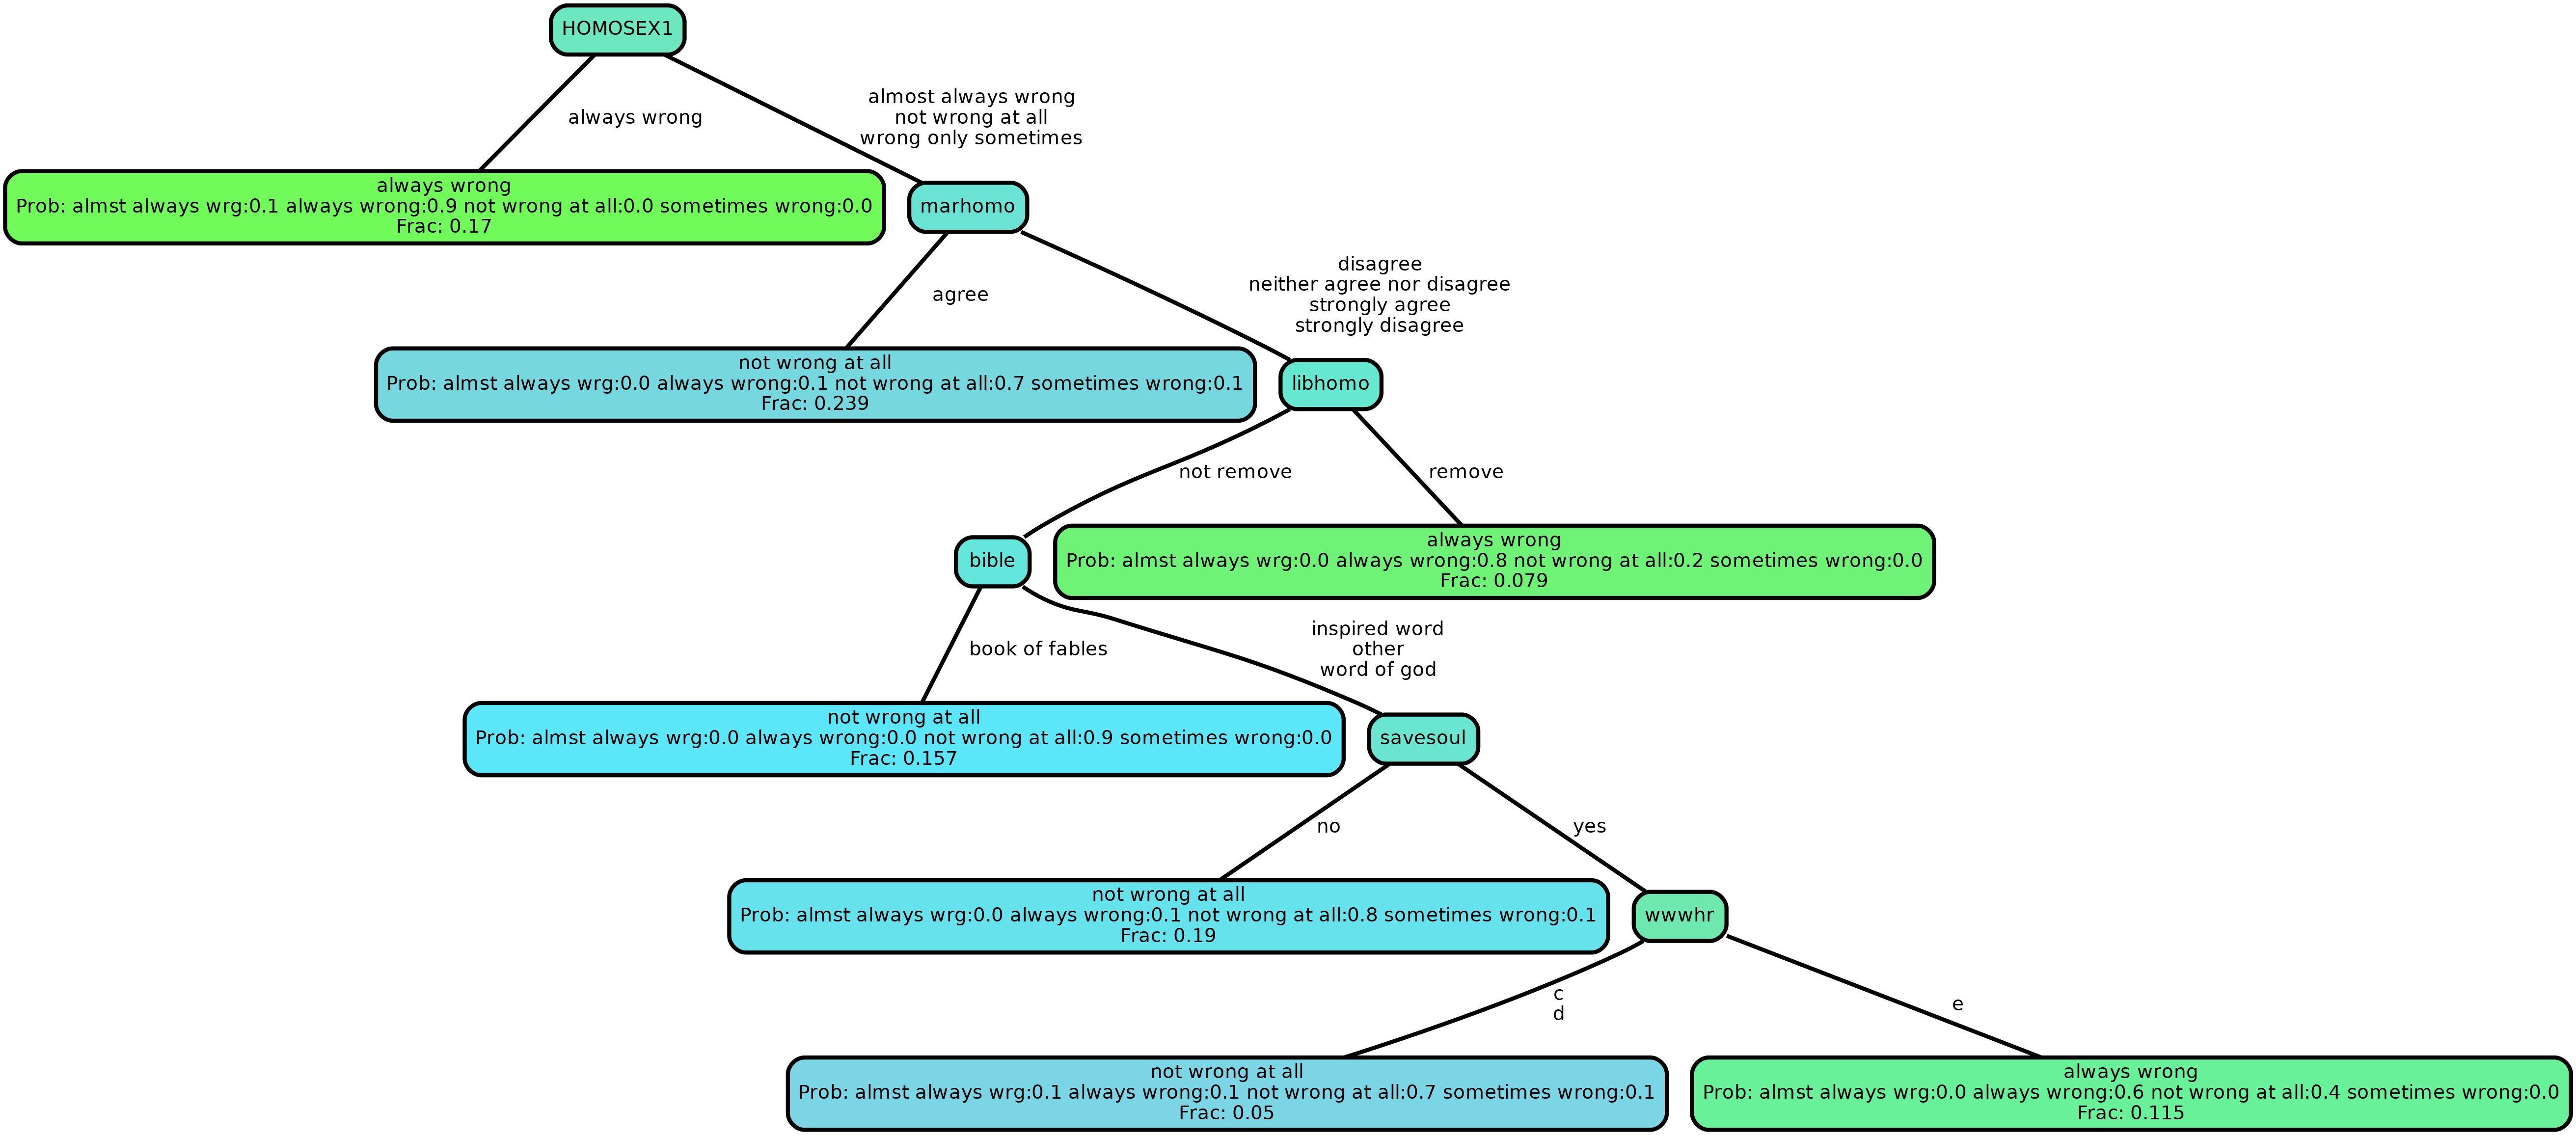 HOMOSEX1
always wrong
almost always wrong
not wrong at all
wrong only sometimes
always wrong
Prob: almst always wrg:0.1 always wrong:0.9 not wrong at all:0.0 sometimes wrong:0.0
Frac: 0.17
marhomo
agree
disagree
neither agree nor disagree
strongly agree
strongly disagree
not wrong at all
Prob: almst always wrg:0.0 always wrong:0.1 not wrong at all:0.7 sometimes wrong:0.1
Frac: 0.239
libhomo
not remove
remove
bible
always wrong
Prob: almst always wrg:0.0 always wrong:0.8 not wrong at all:0.2 sometimes wrong:0.0
Frac: 0.079
book of fables
inspired word
other
word of god
not wrong at all
Prob: almst always wrg:0.0 always wrong:0.0 not wrong at all:0.9 sometimes wrong:0.0
Frac: 0.157
savesoul
no
yes
not wrong at all
Prob: almst always wrg:0.0 always wrong:0.1 not wrong at all:0.8 sometimes wrong:0.1
Frac: 0.19
wwwhr
c
d
e
not wrong at all
Prob: almst always wrg:0.1 always wrong:0.1 not wrong at all:0.7 sometimes wrong:0.1
Frac: 0.05
always wrong
Prob: almst always wrg:0.0 always wrong:0.6 not wrong at all:0.4 sometimes wrong:0.0
Frac: 0.115